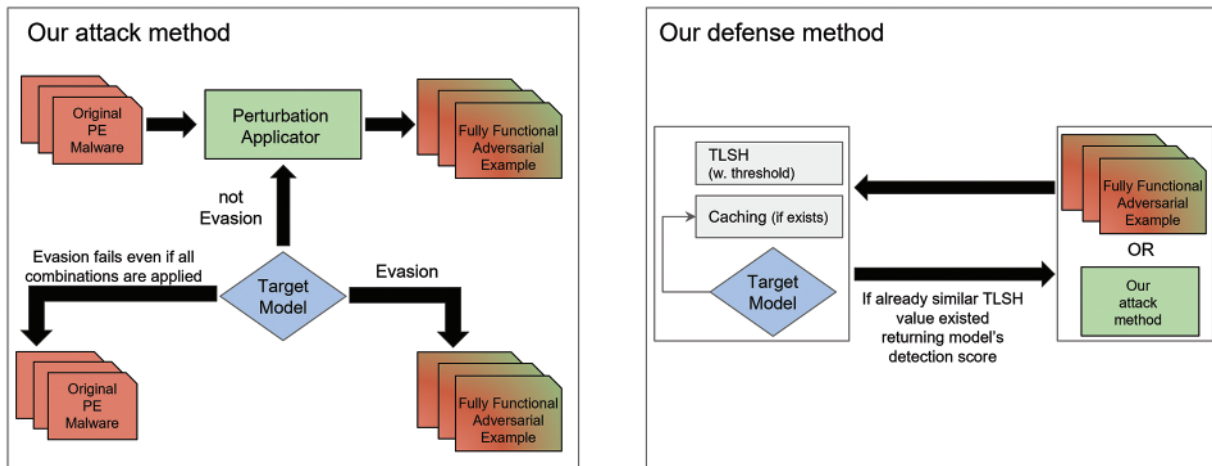 Our attack method
Original
PE
Malware
Perturbation
Applicator
Fully Functional
Adversarial
Example
not
Evasion
Evasion fails even if all
combinations are applied
Target
Model
Evasion
Original
PE
Malware
Fully Functional
Adversarial
Example
Our defense method
TLSH
(w. threshold)
Caching (if exists)
Target
Model
Fully Functional
Adversarial
Example
OR
Our
attack
method
If already similar TLSH
value existed
returning model's
detection score